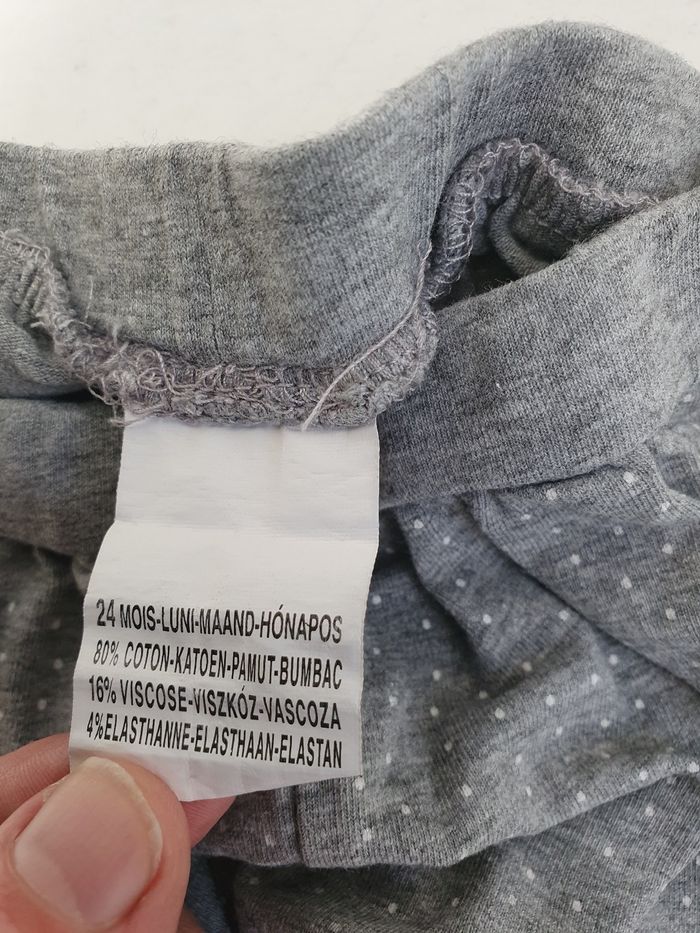 24 MOIS-LUNI-MAAND-HÓNAPOS
80% COTON-KATOEN-PAMUT-BUMBAC
16% VISCOSE-VISZKÓZ-VASCOZA
4%ELASTHANNE-ELASTHAAN-ELASTAN